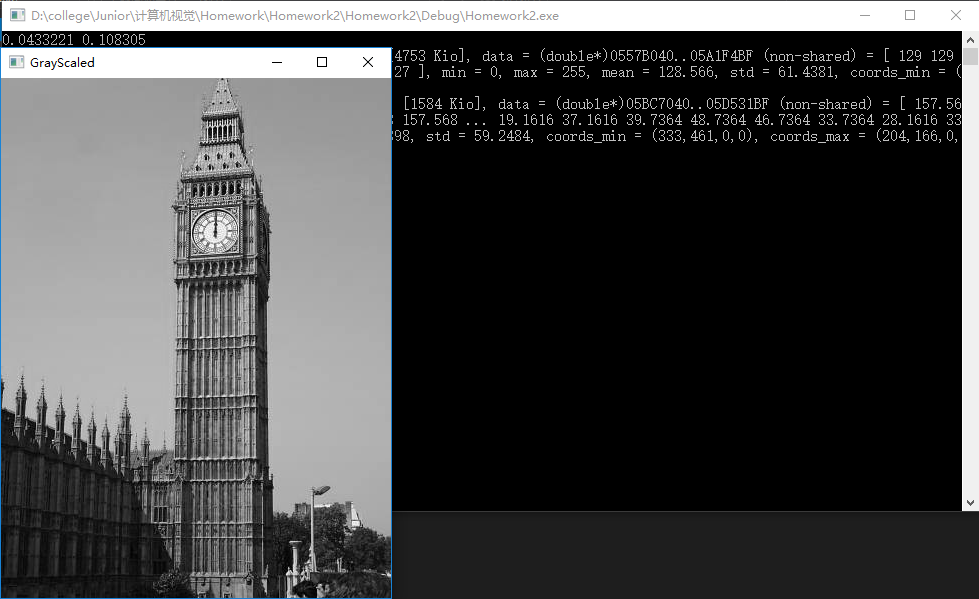 D:\college\Junior\计算机视觉\Homework\Homework2\Homework2\Debug\Homework2.exe
0.0433221 0.108305
GrayScaled
[4753 Kio], data = (double*)0557B040..05A1F4BF (non-shared) = [ 129 129
27 ], min = 0, max = 255, mean = 128.566, std = 61.4381, coords_min = (
[1584 Kio], data = (double*)05BC7040..05D531BF (non-shared) = [ 157.56
157.568 ... 19.1616 37.1616 39.7364 48.7364 46.7364 33.7364 28.1616 33
98, std = 59.2484, coords_min = (333,461,0,0), coords_max = (204,166,0,